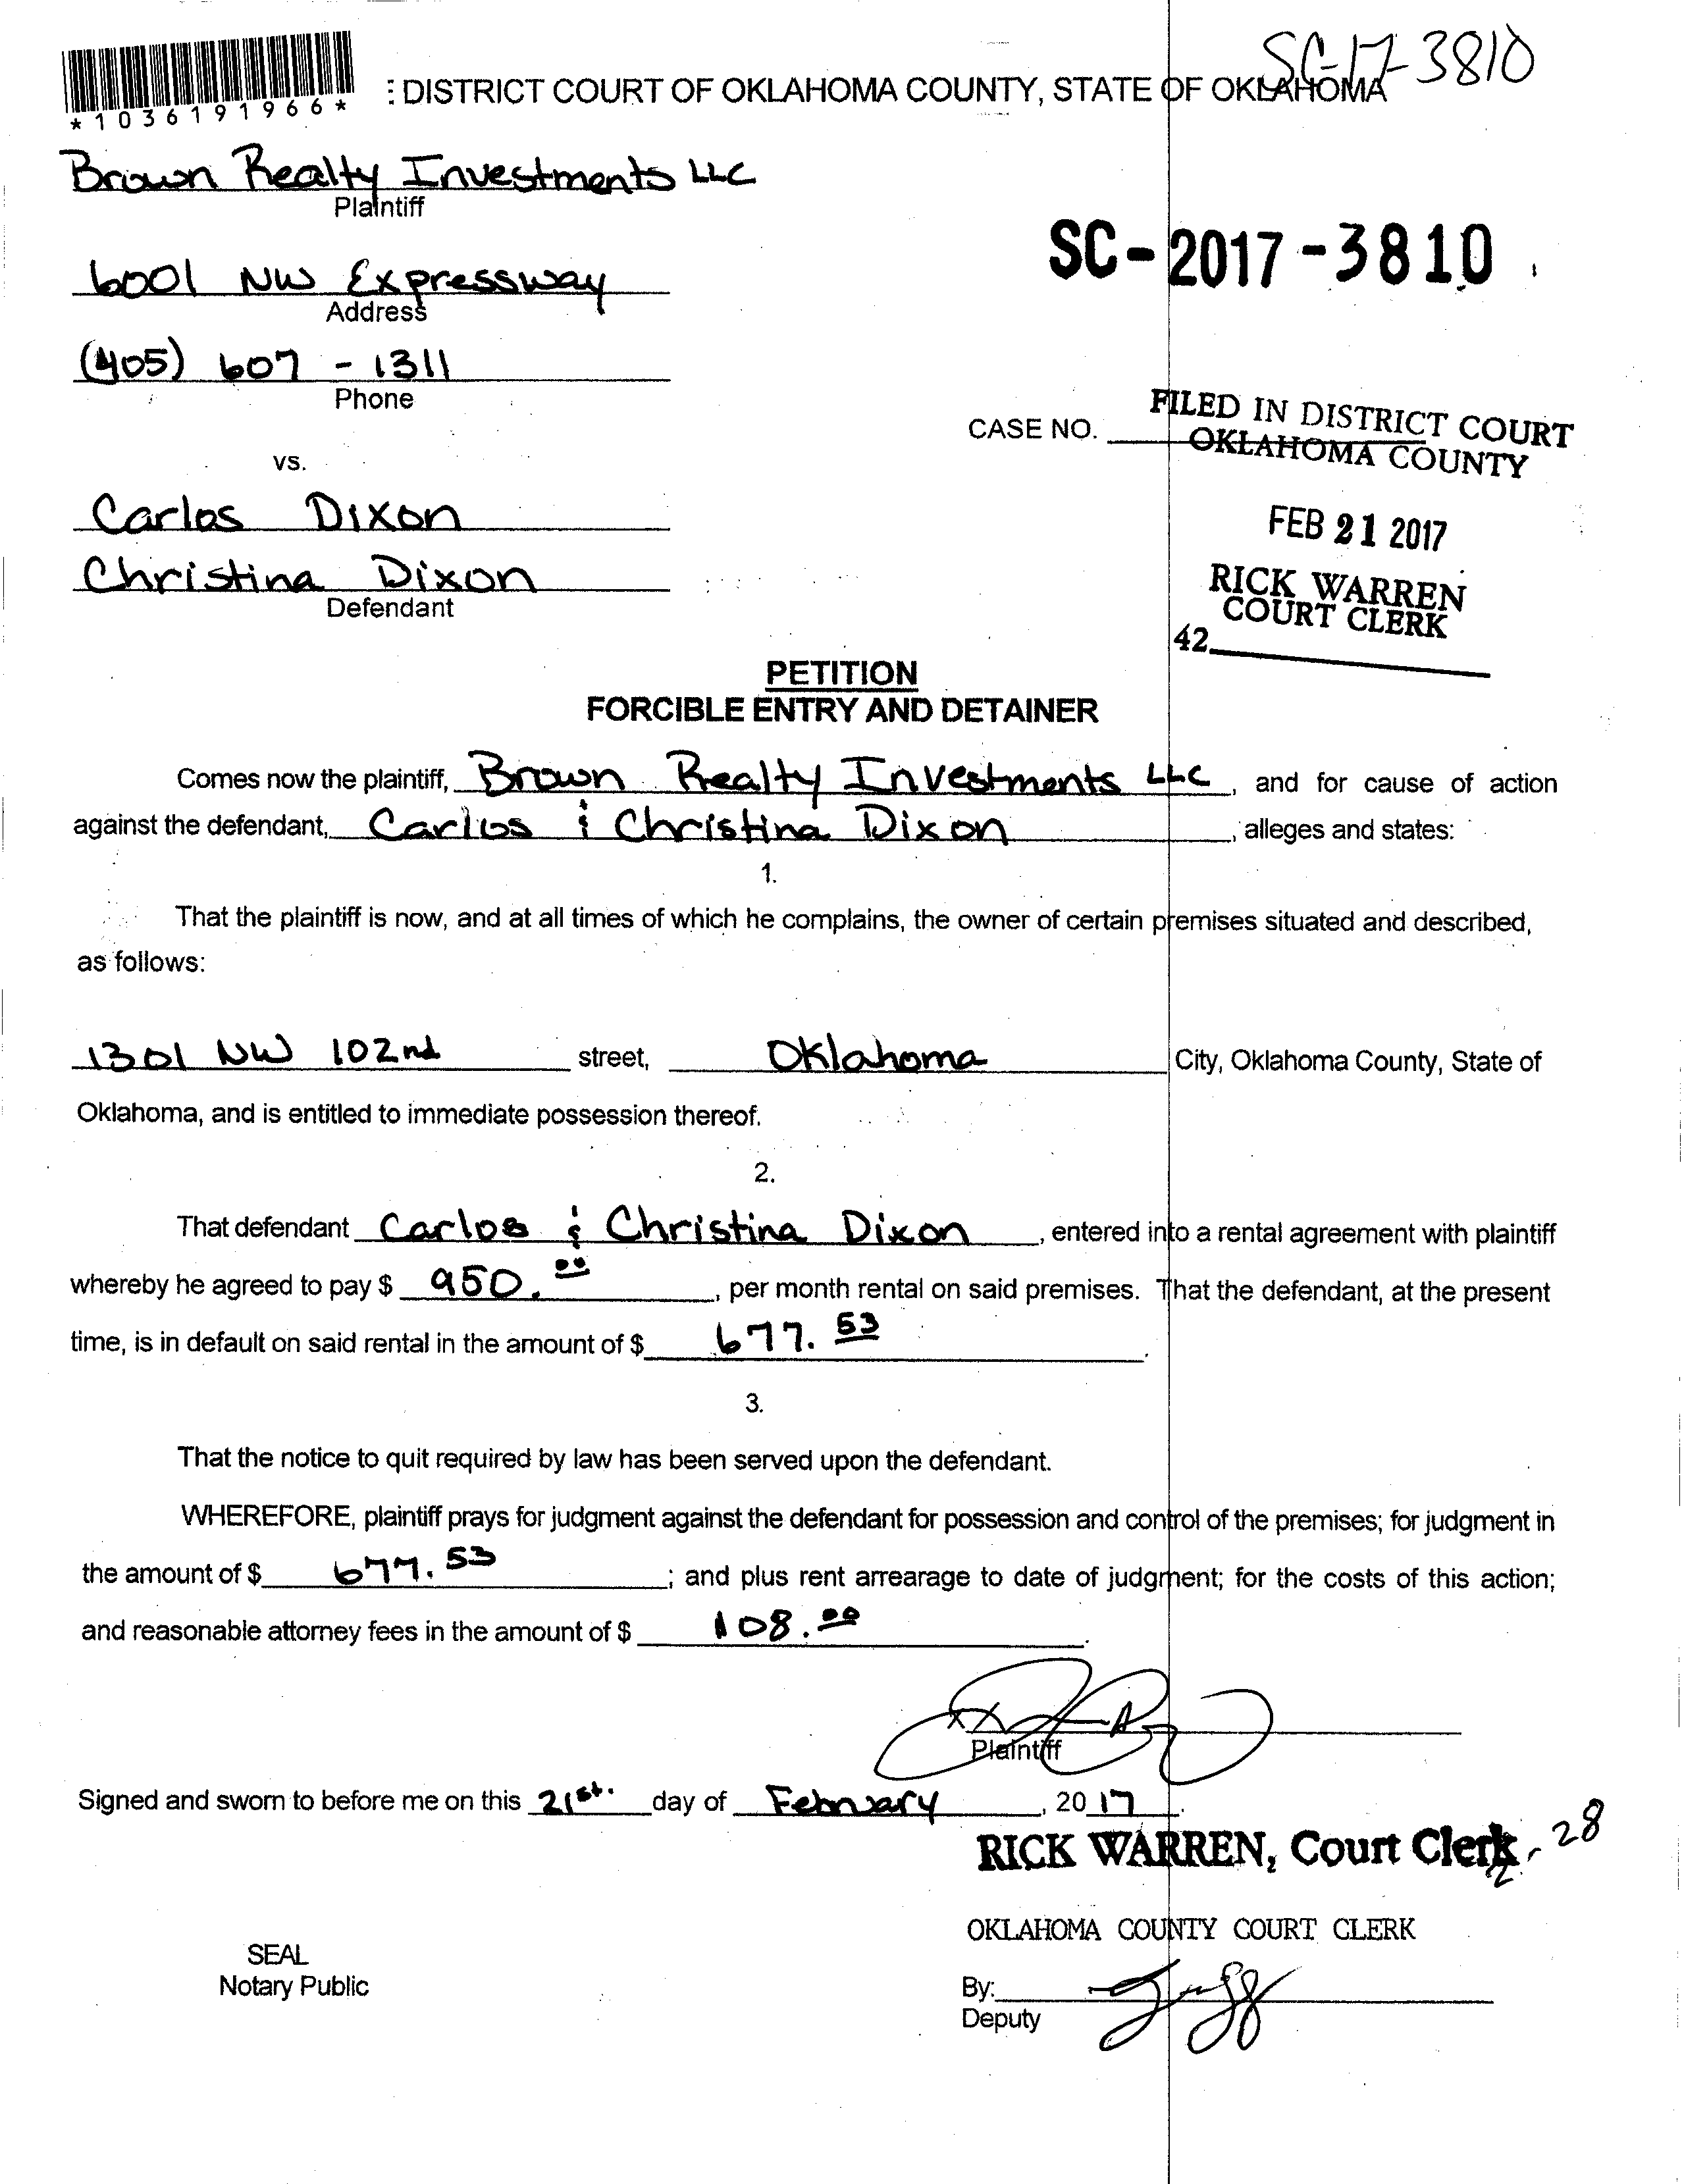 SC-17-3810
*1036191966*
: DISTRICT COURT OF OKLAHOMA COUNTY, STATE OF OKLAHOMA
Brown Realty Investments LLC
Plaintiff
SC-2017-3810
6001 NW Expressway
Address
(405) 607-1311
Phone
CASE NO.
FILED IN DISTRICT COURT
OKLAHOMA COUNTY
vs.
FEB 21 2017
Carlos Dixon
Christina Dixon
Defendant
RICK WARREN
COURT CLERK
42
PETITION
FORCIBLE ENTRY AND DETAINER
Comes now the plaintiff, Brown Realty Investments LLC, and for cause of action
against the defendant, Carlos & Christina Dixon, alleges and states:
1.
That the plaintiff is now, and at all times of which he complains, the owner of certain premises situated and described,
as follows:
1301 NW 102nd street, Oklahoma City, Oklahoma County, State of
Oklahoma, and is entitled to immediate possession thereof.
2.
That defendant Carlos & Christina Dixon, entered into a rental agreement with plaintiff
whereby he agreed to pay $ 950.00, per month rental on said premises. That the defendant, at the present
time, is in default on said rental in the amount of $ 677.53.
3.
That the notice to quit required by law has been served upon the defendant.
WHEREFORE, plaintiff prays for judgment against the defendant for possession and control of the premises; for judgment in
the amount of $ 677.53; and plus rent arrearage to date of judgment; for the costs of this action;
and reasonable attorney fees in the amount of $ 108.00.
XX
Plaintiff
Signed and sworn to before me on this 21st. day of February, 2017.
RICK WARREN, Court Clerk
2-28
OKLAHOMA COUNTY COURT CLERK
SEAL
Notary Public
By:
Deputy